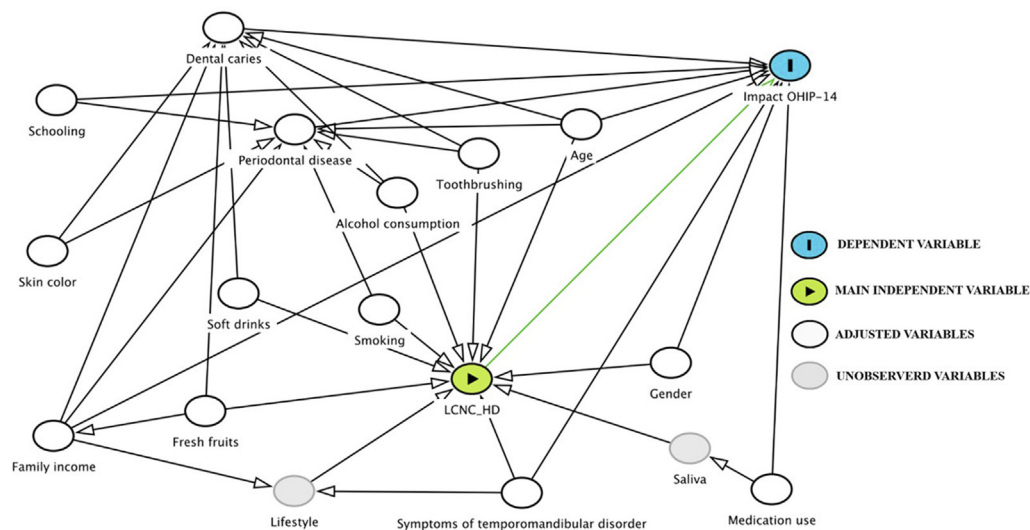 Dental caries
Impact OHIP-14
Schooling
Periodontal disease
Age
Toothbrushing
Alcohol consumption
Skin color
DEPENDENT VARIABLE
MAIN INDEPENDENT VARIABLE
Soft drinks
Smoking
ADJUSTED VARIABLES
UNOBSERVERD VARIABLES
Gender
LCNC_HD
Fresh fruits
Family income
Saliva
Lifestyle
Symptoms of temporomandibular disorder
Medication use